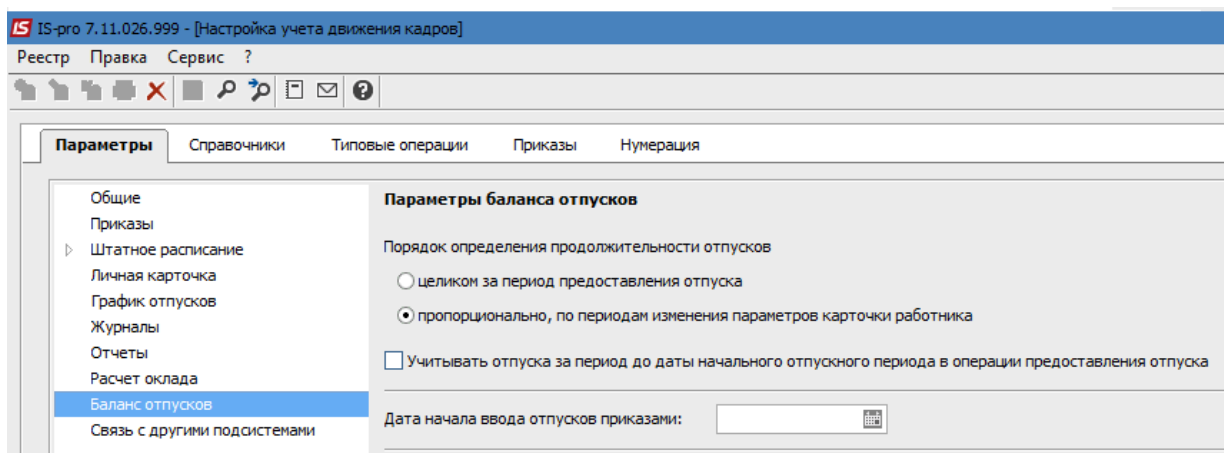 IS IS-pro 7.11.026.999 - [Настройка учета движения кадров]
Реестр Правка Сервис ?
Параметры Справочники Типовые операции Приказы Нумерация
Общие
Приказы
Штатное расписание
Личная карточка
График отпусков
Журналы
Отчеты
Расчет оклада
Баланс отпусков
Связь с другими подсистемами
Параметры баланса отпусков
Порядок определения продолжительности отпусков
целиком за период предоставления отпуска
пропорционально, по периодам изменения параметров карточки работника
Учитывать отпуска за период до даты начального отпускного периода в операции предоставления отпуска
Дата начала ввода отпусков приказами: